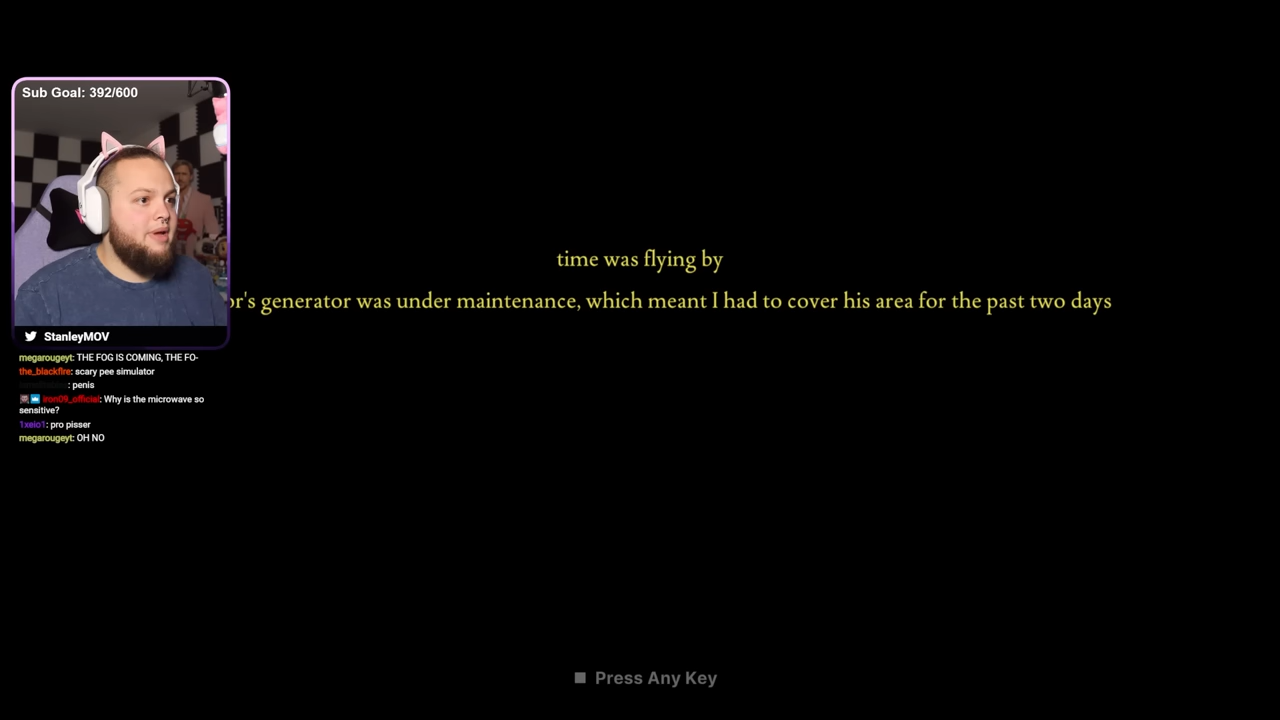 Sub Goal: 392/600
time was flying by
or's generator was under maintenance, which meant I had to cover his area for the past two days
StanleyMOV
megarougeyt: THE FOG IS COMING, THE FO-
the_blackfire: scary pee simulator
: penis
iron09_official: Why is the microwave so
sensitive?
1xeio1: pro pisser
megarougeyt: OH NO
Press Any Key